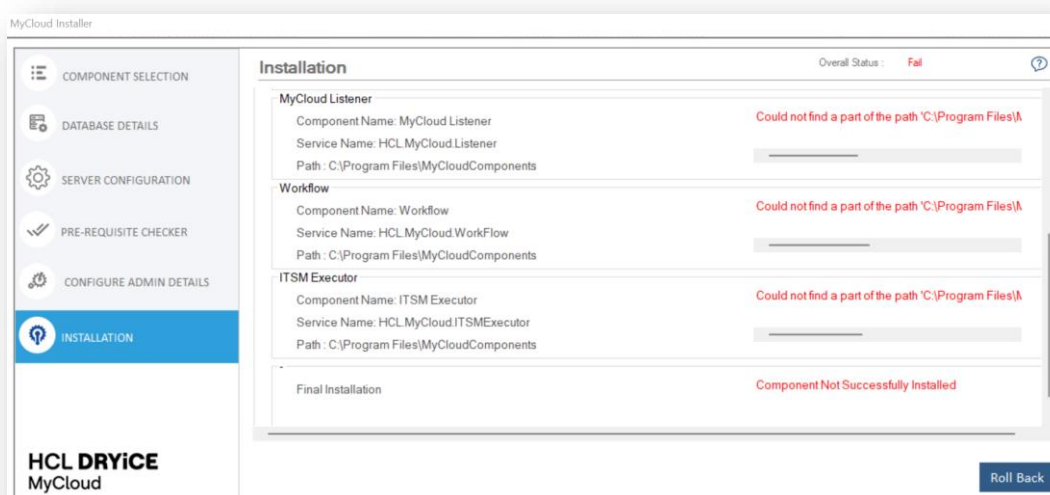 MyCloud Installer
COMPONENT SELECTION
DATABASE DETAILS
SERVER CONFIGURATION
PRE-REQUISITE CHECKER
CONFIGURE ADMIN DETAILS
INSTALLATION
HCL DRYiCE
MyCloud
Installation
Overall Status : Fail
MyCloud Listener
Component Name: MyCloud Listener
Could not find a part of the path 'C:\Program Files\M
Service Name: HCL.MyCloud.Listener
Path : C:\Program Files\MyCloudComponents
Workflow
Component Name: Workflow
Could not find a part of the path 'C:\Program Files\M
Service Name: HCL.MyCloud.WorkFlow
Path : C:\Program Files\MyCloudComponents
ITSM Executor
Component Name: ITSM Executor
Could not find a part of the path 'C:\Program Files\M
Service Name: HCL.MyCloud.ITSMExecutor
Path : C:\Program Files\MyCloudComponents
-
Final Installation
Component Not Successfully Installed
Roll Back